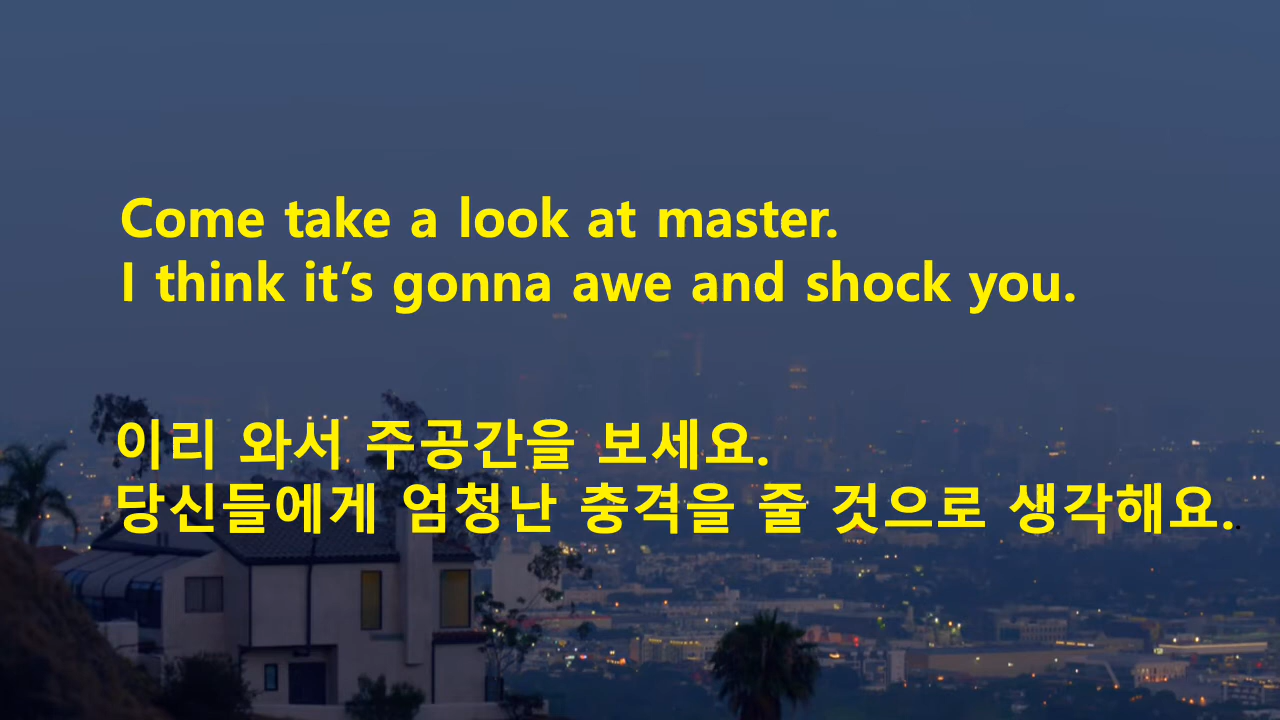 Come take a look at master.
I think it’s gonna awe and shock you.
이리 와서 주공간을 보세요.
당신들에게 엄청난 충격을 줄 것으로 생각해요..